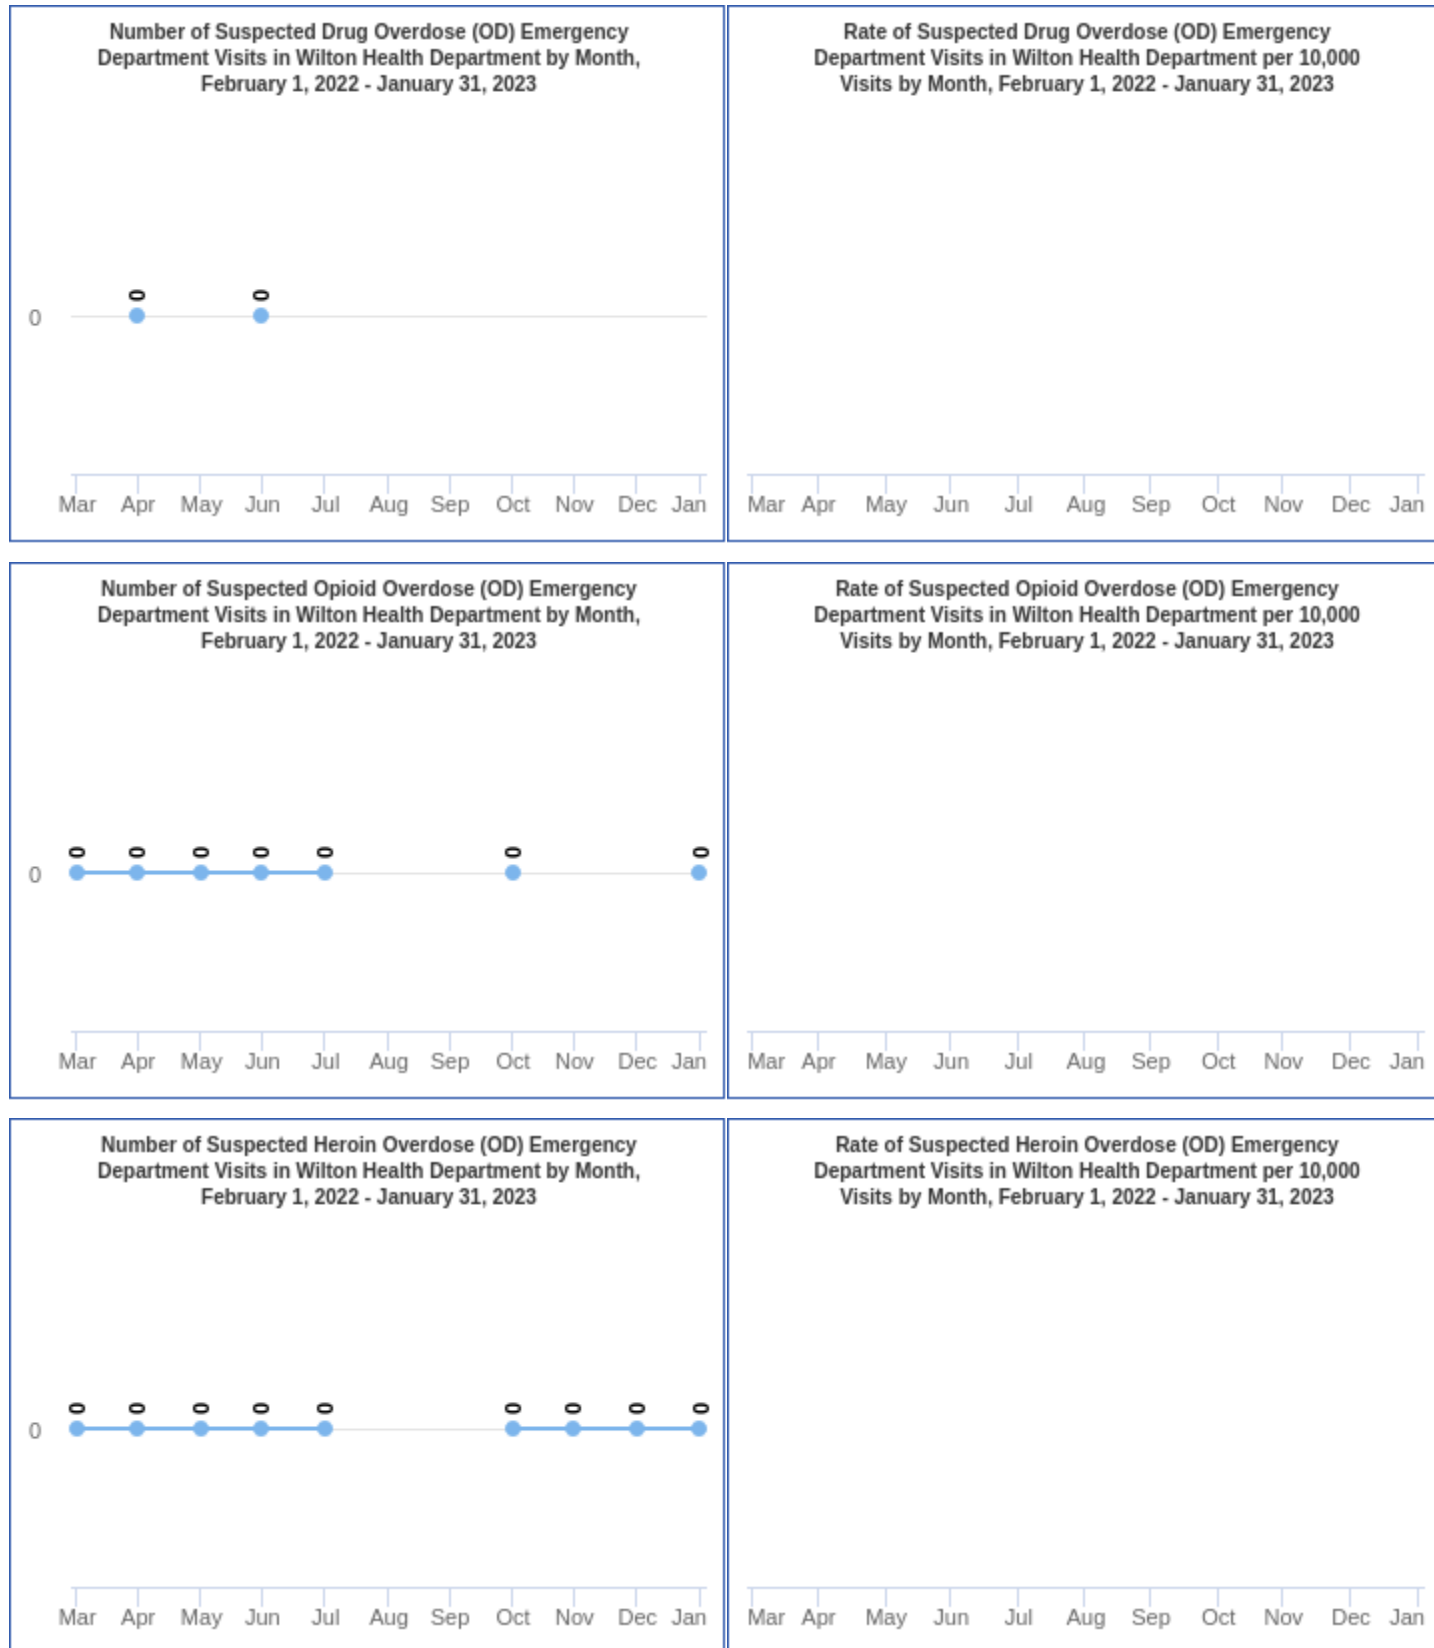 Number of Suspected Drug Overdose (OD) Emergency
Department Visits in Wilton Health Department by Month,
February 1, 2022 - January 31, 2023
0 0
0
Mar Apr May Jun Jul Aug Sep Oct Nov Dec Jan
Rate of Suspected Drug Overdose (OD) Emergency
Department Visits in Wilton Health Department per 10,000
Visits by Month, February 1, 2022 - January 31, 2023
Mar Apr May Jun Jul Aug Sep Oct Nov Dec Jan
Number of Suspected Opioid Overdose (OD) Emergency
Department Visits in Wilton Health Department by Month,
February 1, 2022 - January 31, 2023
0 0 0 0 0 0 0
0
Mar Apr May Jun Jul Aug Sep Oct Nov Dec Jan
Rate of Suspected Opioid Overdose (OD) Emergency
Department Visits in Wilton Health Department per 10,000
Visits by Month, February 1, 2022 - January 31, 2023
Mar Apr May Jun Jul Aug Sep Oct Nov Dec Jan
Number of Suspected Heroin Overdose (OD) Emergency
Department Visits in Wilton Health Department by Month,
February 1, 2022 - January 31, 2023
0 0 0 0 0 0 0 0 0
0
Mar Apr May Jun Jul Aug Sep Oct Nov Dec Jan
Rate of Suspected Heroin Overdose (OD) Emergency
Department Visits in Wilton Health Department per 10,000
Visits by Month, February 1, 2022 - January 31, 2023
Mar Apr May Jun Jul Aug Sep Oct Nov Dec Jan